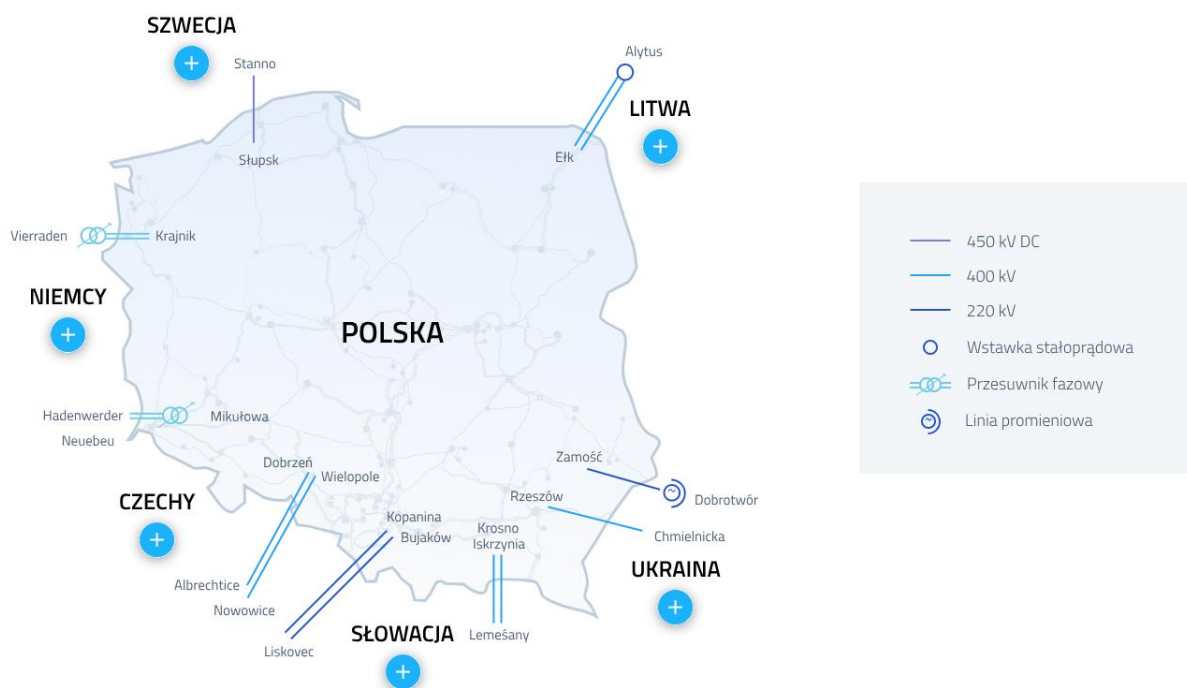 SZWECJA
Stanno
Alytus
LITWA
Słupsk
Ełk
Vierraden
Krajnik
NIEMCY
POLSKA
Hadenwerder
Neuebeu
Mikułowa
Dobrzeń
Wielopole
Zamość
CZECHY
Rzeszów
Dobrotwór
Kopanina
Bujaków
Krosno
Iskrzynia
Chmielnicka
UKRAINA
Albrechtice
Nowowice
SŁOWACJA
Lemešany
Liskovec
450 kV DC
400 kV
220 kV
Wstawka stałoprądowa
Przesuwnik fazowy
Linia promieniowa